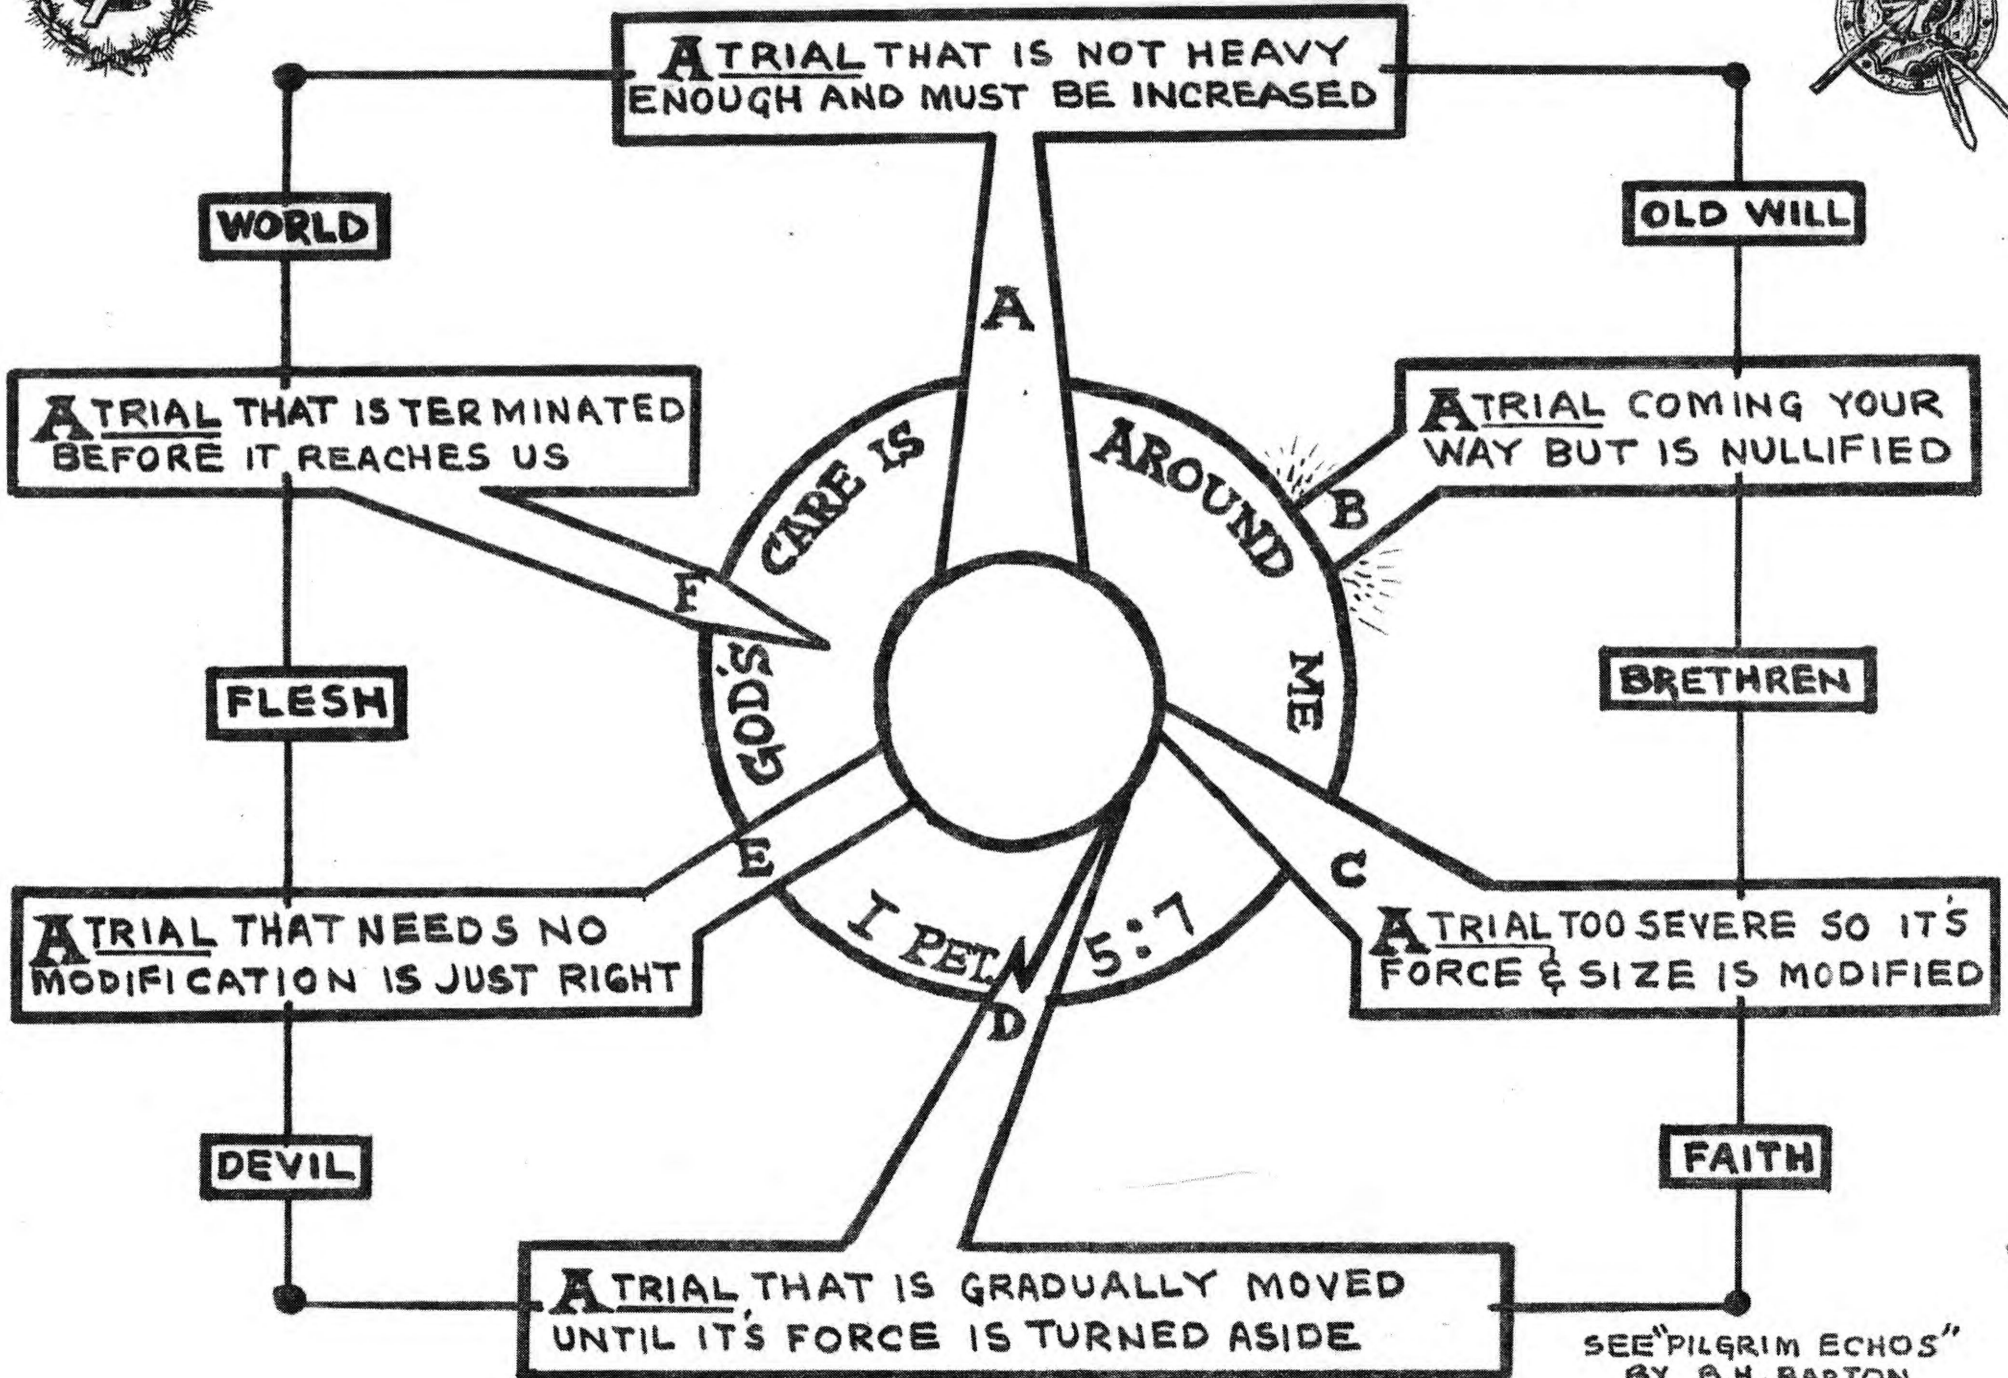 A TRIAL THAT IS NOT HEAVY
ENOUGH AND MUST BE INCREASED
WORLD
OLD WILL
A
A TRIAL THAT IS TERMINATED
BEFORE IT REACHES US
A TRIAL COMING YOUR
WAY BUT IS NULLIFIED
B
F
GOD'S CARE IS AROUND ME
FLESH
BRETHREN
E
C
I PET. 5:7
D
A TRIAL THAT NEEDS NO
MODIFICATION IS JUST RIGHT
A TRIAL TOO SEVERE SO IT'S
FORCE & SIZE IS MODIFIED
DEVIL
FAITH
A TRIAL THAT IS GRADUALLY MOVED
UNTIL IT'S FORCE IS TURNED ASIDE
SEE "PILGRIM ECHOS"
BY B.H. BARTON